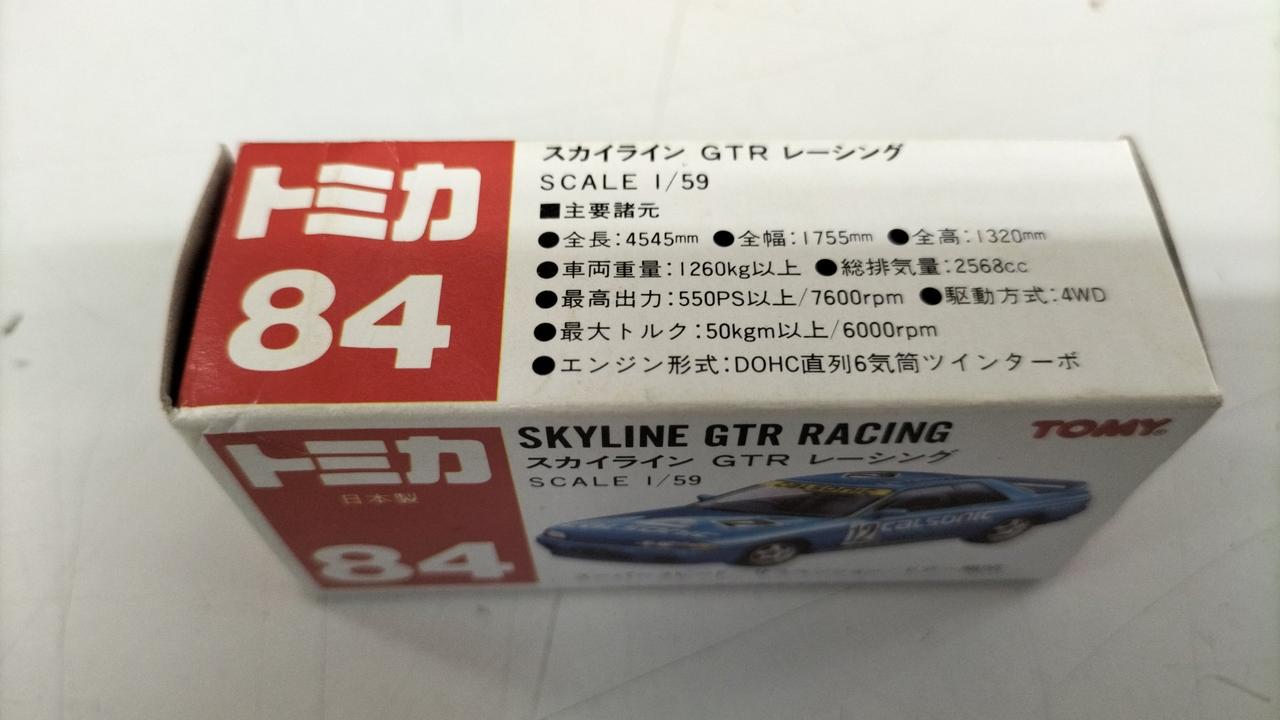 トミカ
84
スカイライン GTR レーシング
SCALE 1/59
■主要諸元
●全長:4545mm ●全幅:1755mm ●全高:1320mm
●車両重量:1260kg以上 ●総排気量:2568cc
●最高出力:550PS以上/7600rpm ●駆動方式:4WD
●最大トルク:50kgm以上/6000rpm
●エンジン形式:DOHC直列6気筒ツインターボ
トミカ
日本製
84
SKYLINE GTR RACING
スカイライン GTR レーシング
SCALE 1/59
TOMY®
12 calsonic